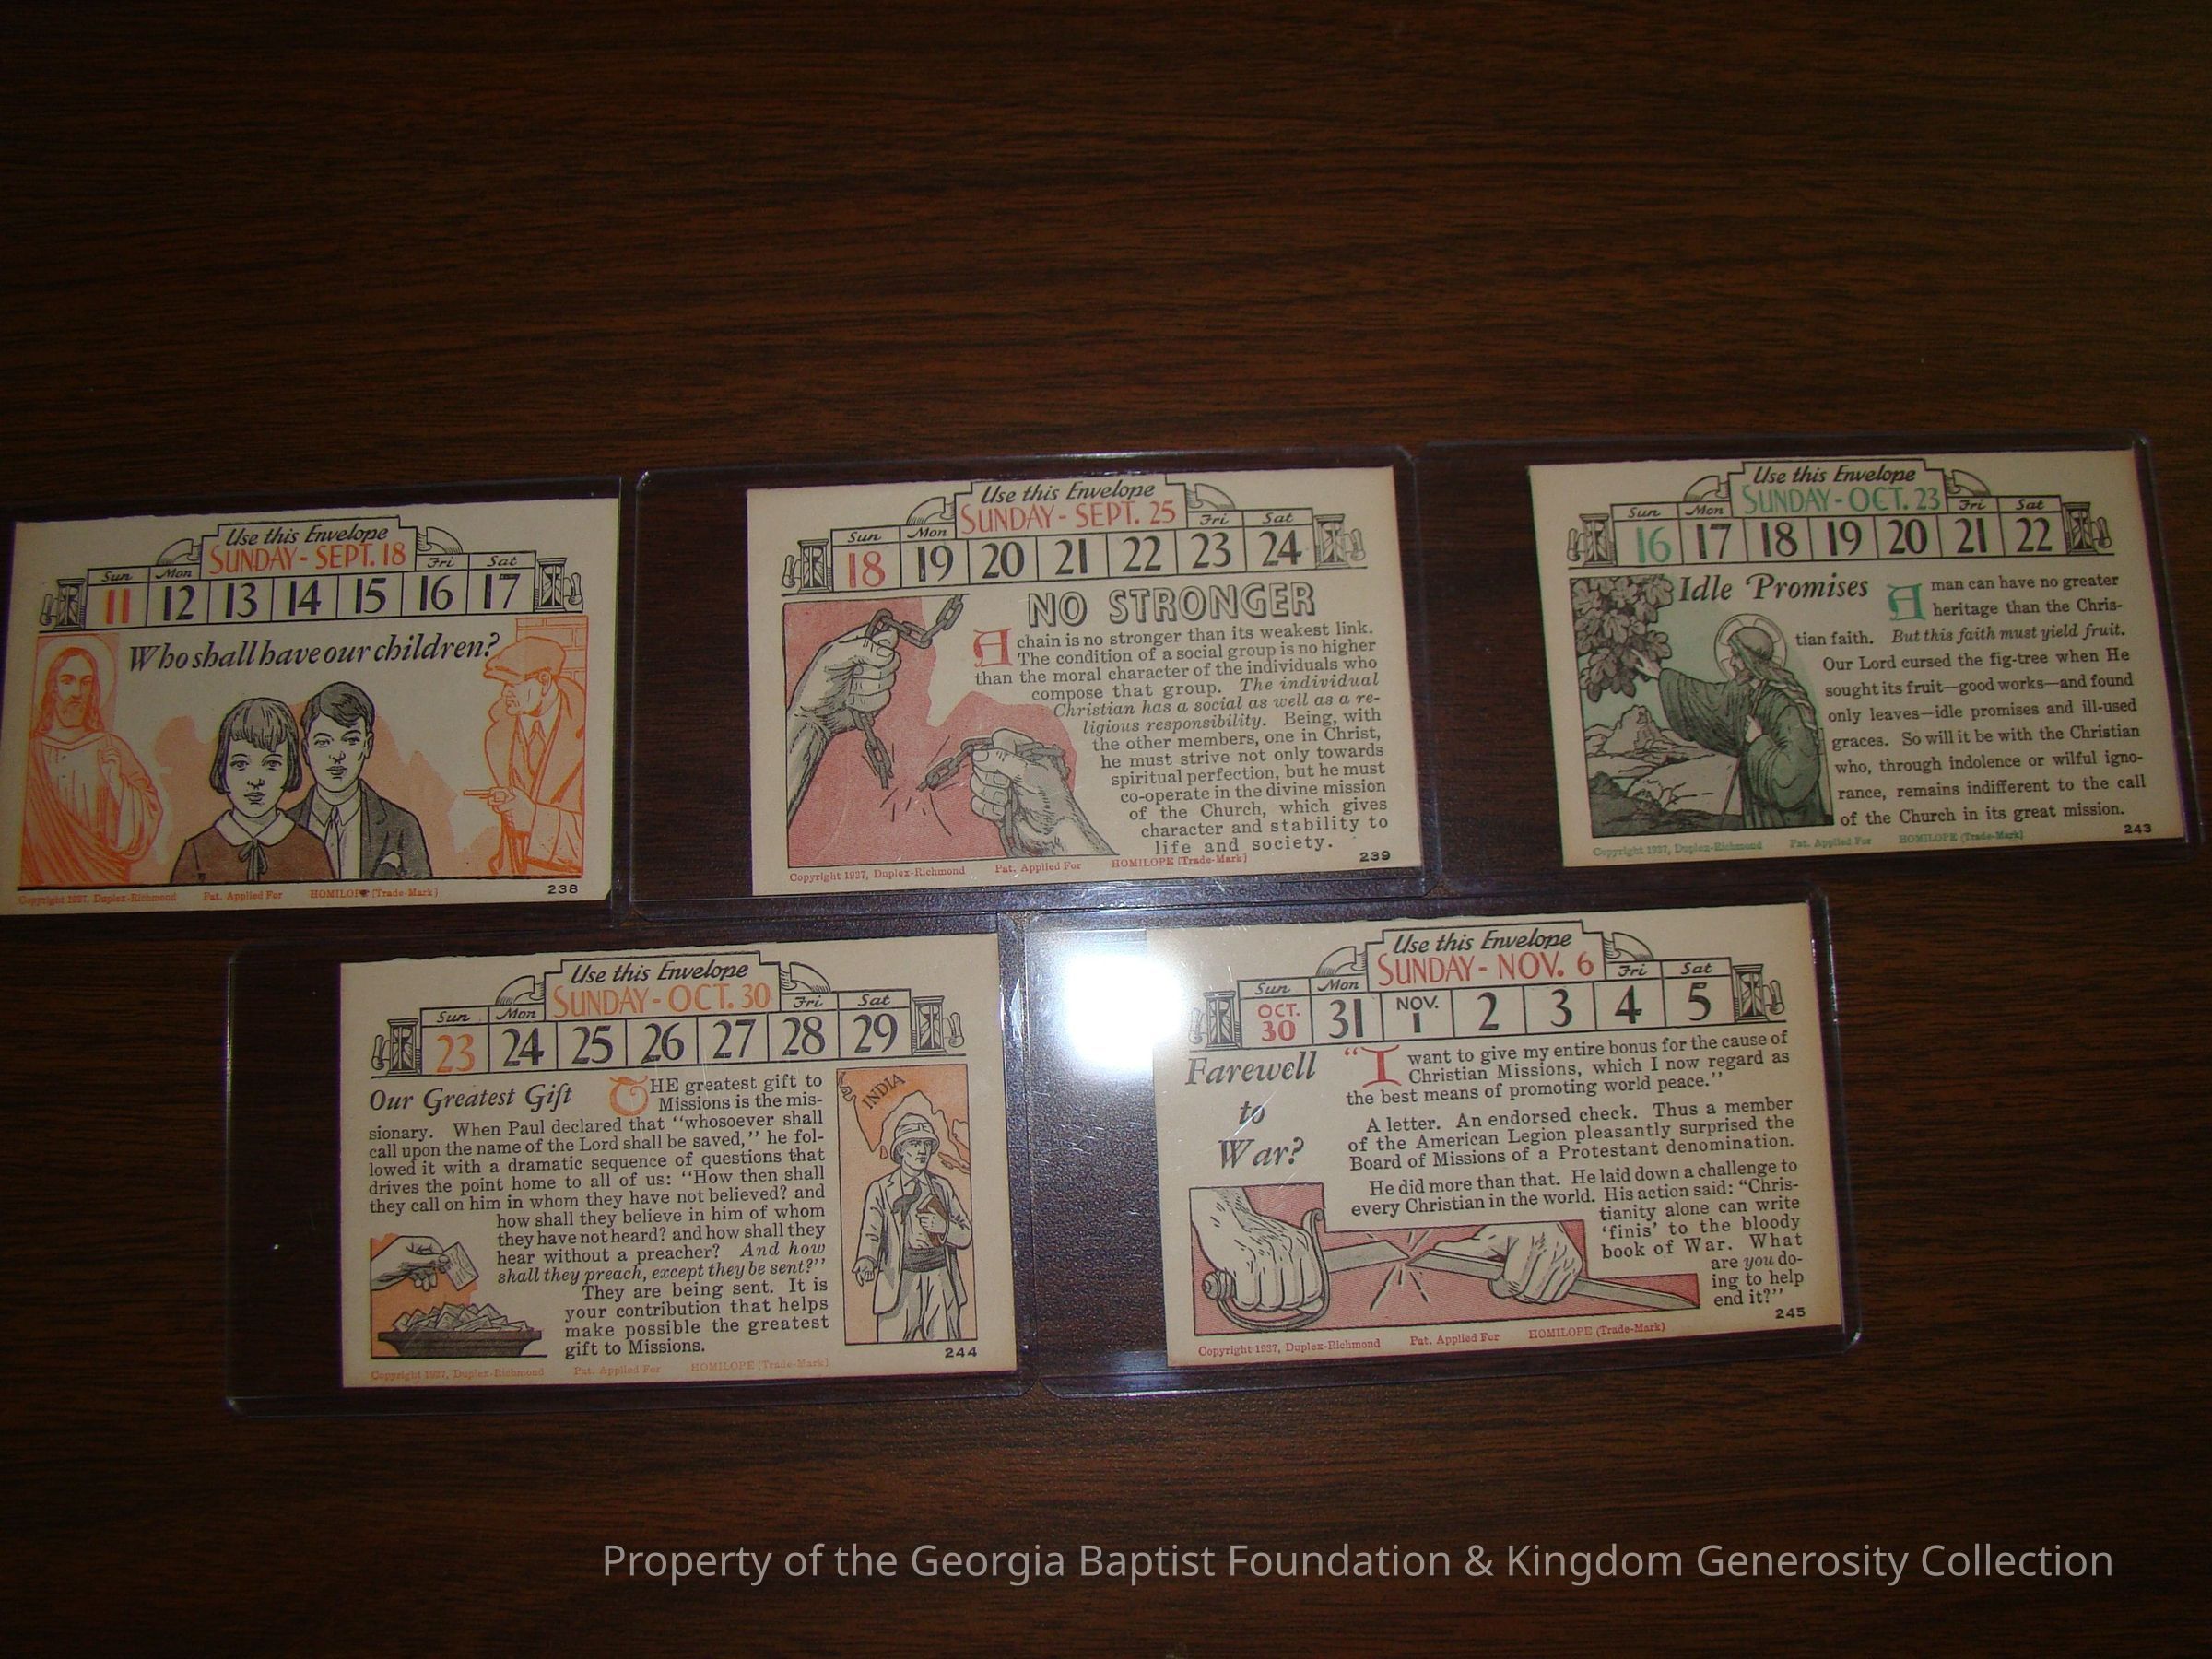 Use this Envelope
SUNDAY - SEPT. 18
Sun Mon Fri Sat
11 12 13 14 15 16 17
Who shall have our children?
Copyright 1937, Duplex-Richmond Pat. Applied For HOMILOPE (Trade-Mark) 238
Use this Envelope
SUNDAY - SEPT. 25
Sun Mon Fri Sat
18 19 20 21 22 23 24
NO STRONGER
A chain is no stronger than its weakest link.
The condition of a social group is no higher
than the moral character of the individuals who
compose that group. The individual
Christian has a social as well as a re-
ligious responsibility. Being, with
the other members, one in Christ,
he must strive not only towards
spiritual perfection, but he must
co-operate in the divine mission
of the Church, which gives
character and stability to
life and society.
Copyright 1937, Duplex-Richmond Pat. Applied For HOMILOPE (Trade-Mark) 239
Use this Envelope
SUNDAY - OCT. 23
Sun Mon Fri Sat
16 17 18 19 20 21 22
Idle Promises
A man can have no greater
heritage than the Chris-
tian faith. But this faith must yield fruit.
Our Lord cursed the fig-tree when He
sought its fruit—good works—and found
only leaves—idle promises and ill-used
graces. So will it be with the Christian
who, through indolence or wilful igno-
rance, remains indifferent to the call
of the Church in its great mission.
Copyright 1937, Duplex-Richmond Pat. Applied For HOMILOPE (Trade-Mark) 243
Use this Envelope
SUNDAY - OCT. 30
Sun Mon Fri Sat
23 24 25 26 27 28 29
Our Greatest Gift
THE greatest gift to
Missions is the mis-
sionary. When Paul declared that "whosoever shall
call upon the name of the Lord shall be saved," he fol-
lowed it with a dramatic sequence of questions that
drives the point home to all of us: "How then shall
they call on him in whom they have not believed? and
how shall they believe in him of whom
they have not heard? and how shall they
hear without a preacher? And how
shall they preach, except they be sent?"
They are being sent. It is
your contribution that helps
make possible the greatest
gift to Missions.
INDIA
Copyright 1937, Duplex-Richmond Pat. Applied For HOMILOPE (Trade-Mark) 244
Use this Envelope
SUNDAY - NOV. 6
Sun Mon Fri Sat
OCT. 30 31 NOV. 1 2 3 4 5
Farewell
to
War?
"I want to give my entire bonus for the cause of
Christian Missions, which I now regard as
the best means of promoting world peace."
A letter. An endorsed check. Thus a member
of the American Legion pleasantly surprised the
Board of Missions of a Protestant denomination.
He did more than that. He laid down a challenge to
every Christian in the world. His action said: "Chris-
tianity alone can write
'finis' to the bloody
book of War. What
are you do-
ing to help
end it?"
Copyright 1937, Duplex-Richmond Pat. Applied For HOMILOPE (Trade-Mark) 245
Property of the Georgia Baptist Foundation & Kingdom Generosity Collection